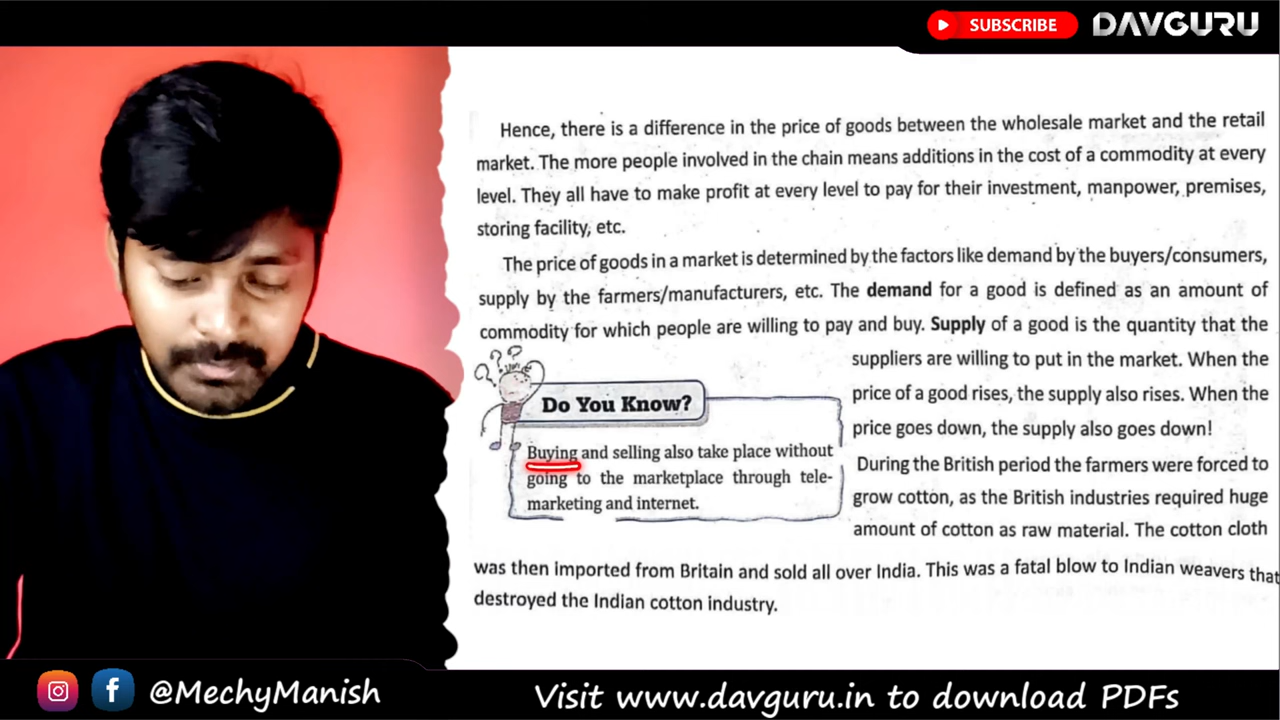 SUBSCRIBE DAVGURU
Hence, there is a difference in the price of goods between the wholesale market and the retail
market. The more people involved in the chain means additions in the cost of a commodity at every
level. They all have to make profit at every level to pay for their investment, manpower, premises,
storing facility, etc.
The price of goods in a market is determined by the factors like demand by the buyers/consumers,
supply by the farmers/manufacturers, etc. The demand for a good is defined as an amount of
commodity for which people are willing to pay and buy. Supply of a good is the quantity that the
suppliers are willing to put in the market. When the
price of a good rises, the supply also rises. When the
price goes down, the supply also goes down!
? ? ?
Do You Know?
Buying and selling also take place without
going to the marketplace through tele-
marketing and internet.
During the British period the farmers were forced to
grow cotton, as the British industries required huge
amount of cotton as raw material. The cotton cloth
was then imported from Britain and sold all over India. This was a fatal blow to Indian weavers that
destroyed the Indian cotton industry.
@MechyManish Visit www.davguru.in to download PDFs